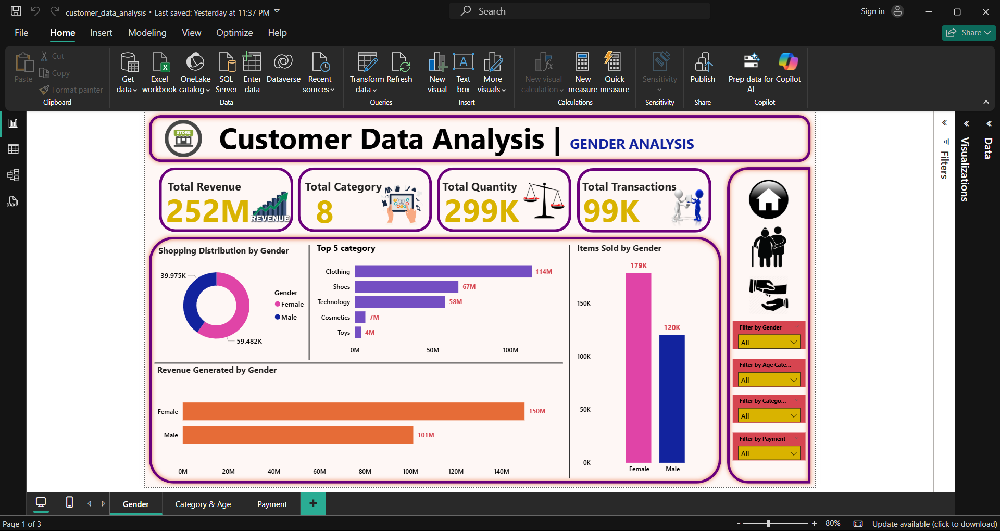 customer_data_analysis • Last saved: Yesterday at 11:37 PM
Search
Sign in
File
Home
Insert
Modeling
View
Optimize
Help
Share
Paste
Cut
Copy
Format painter
Clipboard
Get data
Excel workbook
OneLake catalog
SQL Server
Enter data
Dataverse
Recent sources
Data
Transform data
Refresh
Queries
New visual
Text box
More visuals
Insert
New visual calculation
New measure
Quick measure
Calculations
Sensitivity
Sensitivity
Publish
Share
Prep data for AI
Copilot
Copilot
DAX
STORE
Customer Data Analysis | GENDER ANALYSIS
Total Revenue
252M
REVENUE
Total Category
8
Total Quantity
299K
Quantity
Quality
Total Transactions
99K
Shopping Distribution by Gender
39.975K
59.482K
Gender
Female
Male
Top 5 category
Clothing 114M
Shoes 67M
Technology 58M
Cosmetics 7M
Toys 4M
0M 50M 100M
Items Sold by Gender
179K
120K
150K
100K
50K
0K
Female Male
Revenue Generated by Gender
Female 150M
Male 101M
0M 20M 40M 60M 80M 100M 120M 140M
Filter by Gender
All
Filter by Age Cate...
All
Filter by Catego...
All
Filter by Payment
All
Filters
Visualizations
Data
Gender
Category & Age
Payment
+
Page 1 of 3
- + 80%
Update available (click to download)